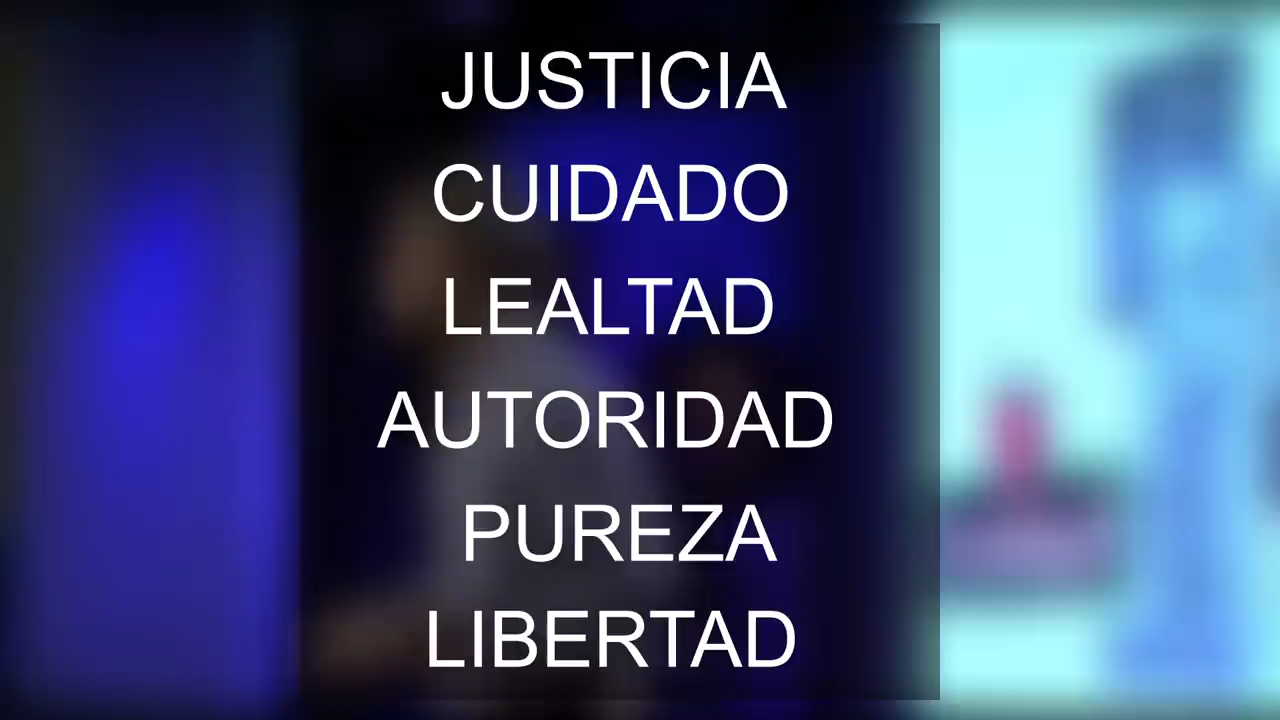 JUSTICIA
CUIDADO
LEALTAD
AUTORIDAD
PUREZA
LIBERTAD